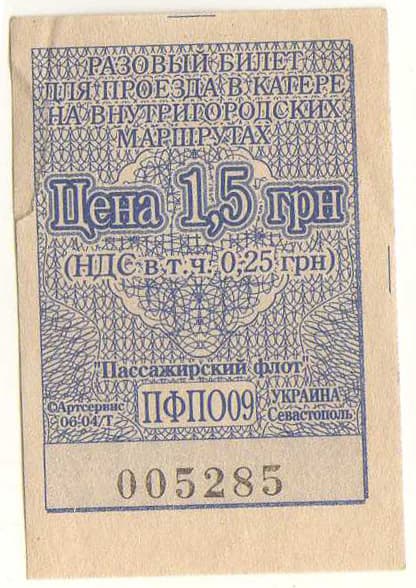 РАЗОВЫЙ БИЛЕТ
ДЛЯ ПРОЕЗДА В КАТЕРЕ
НА ВНУТРИГОРОДСКИХ
МАРШРУТАХ
Цена 1,5 грн
(НДС в т.ч. 0,25 грн)
"Пассажирский флот"
©Артсервис
06-04/Т
ПФПО09
УКРАИНА
Севастополь
005285